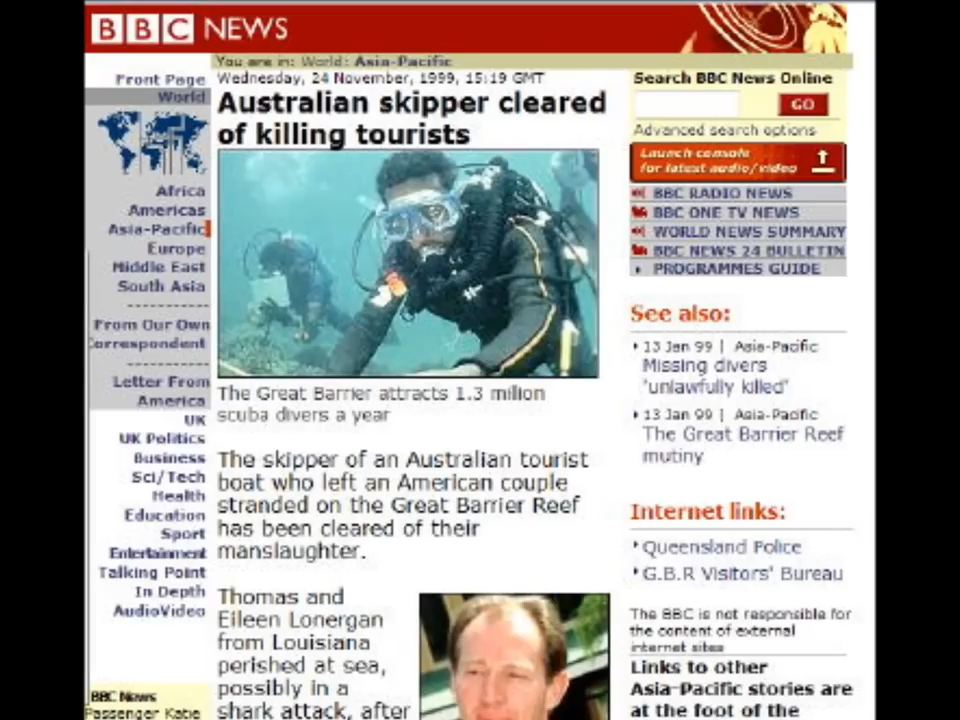 BBC NEWS
You are in: World: Asia-Pacific
Front Page
World
Africa
Americas
Asia-Pacific
Europe
Middle East
South Asia
From Our Own
Correspondent
Letter From
America
UK
UK Politics
Business
Sci/Tech
Health
Education
Sport
Entertainment
Talking Point
In Depth
AudioVideo
BBC News
Passenger Katie
Wednesday, 24 November, 1999, 15:19 GMT
Australian skipper cleared
of killing tourists
The Great Barrier attracts 1.3 milion
scuba divers a year
The skipper of an Australian tourist
boat who left an American couple
stranded on the Great Barrier Reef
has been cleared of their
manslaughter.
Thomas and
Eileen Lonergan
from Louisiana
perished at sea,
possibly in a
shark attack, after
Search BBC News Online
GO
Advanced search options
Launch console
for latest audio/video
BBC RADIO NEWS
BBC ONE TV NEWS
WORLD NEWS SUMMARY
BBC NEWS 24 BULLETIN
PROGRAMMES GUIDE
See also:
13 Jan 99 | Asia-Pacific
Missing divers
'unlawfully killed'
13 Jan 99 | Asia-Pacific
The Great Barrier Reef
mutiny
Internet links:
Queensland Police
G.B.R Visitors' Bureau
The BBC is not responsible for
the content of external
internet sites
Links to other
Asia-Pacific stories are
at the foot of the